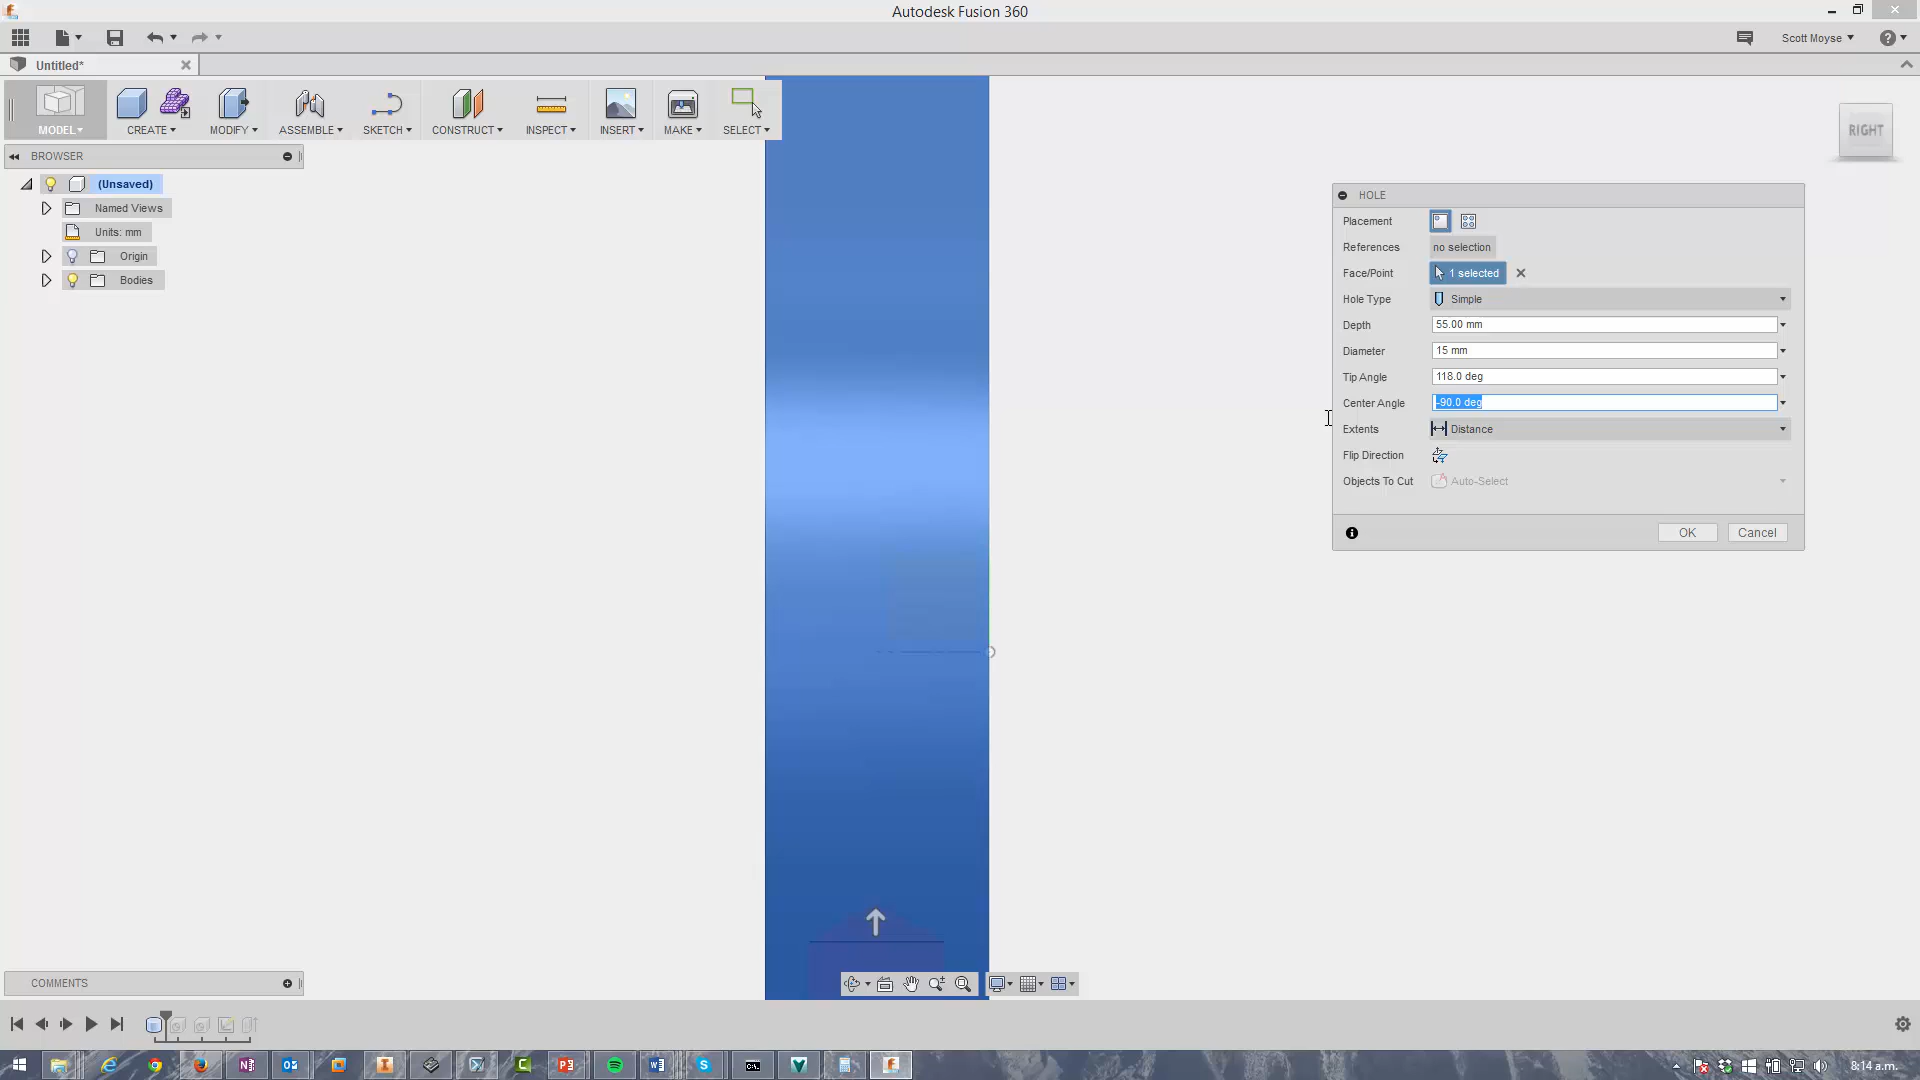 Autodesk Fusion 360
Scott Moyse
Untitled*
MODEL
CREATE
MODIFY
ASSEMBLE
SKETCH
CONSTRUCT
INSPECT
INSERT
MAKE
SELECT
RIGHT
BROWSER
(Unsaved)
Named Views
Units: mm
Origin
Bodies
HOLE
Placement
References no selection
Face/Point 1 selected
Hole Type Simple
Depth 55.00 mm
Diameter 15 mm
Tip Angle 118.0 deg
Center Angle -90.0 deg
Extents Distance
Flip Direction
Objects To Cut Auto-Select
OK Cancel
COMMENTS
8:14 a.m.